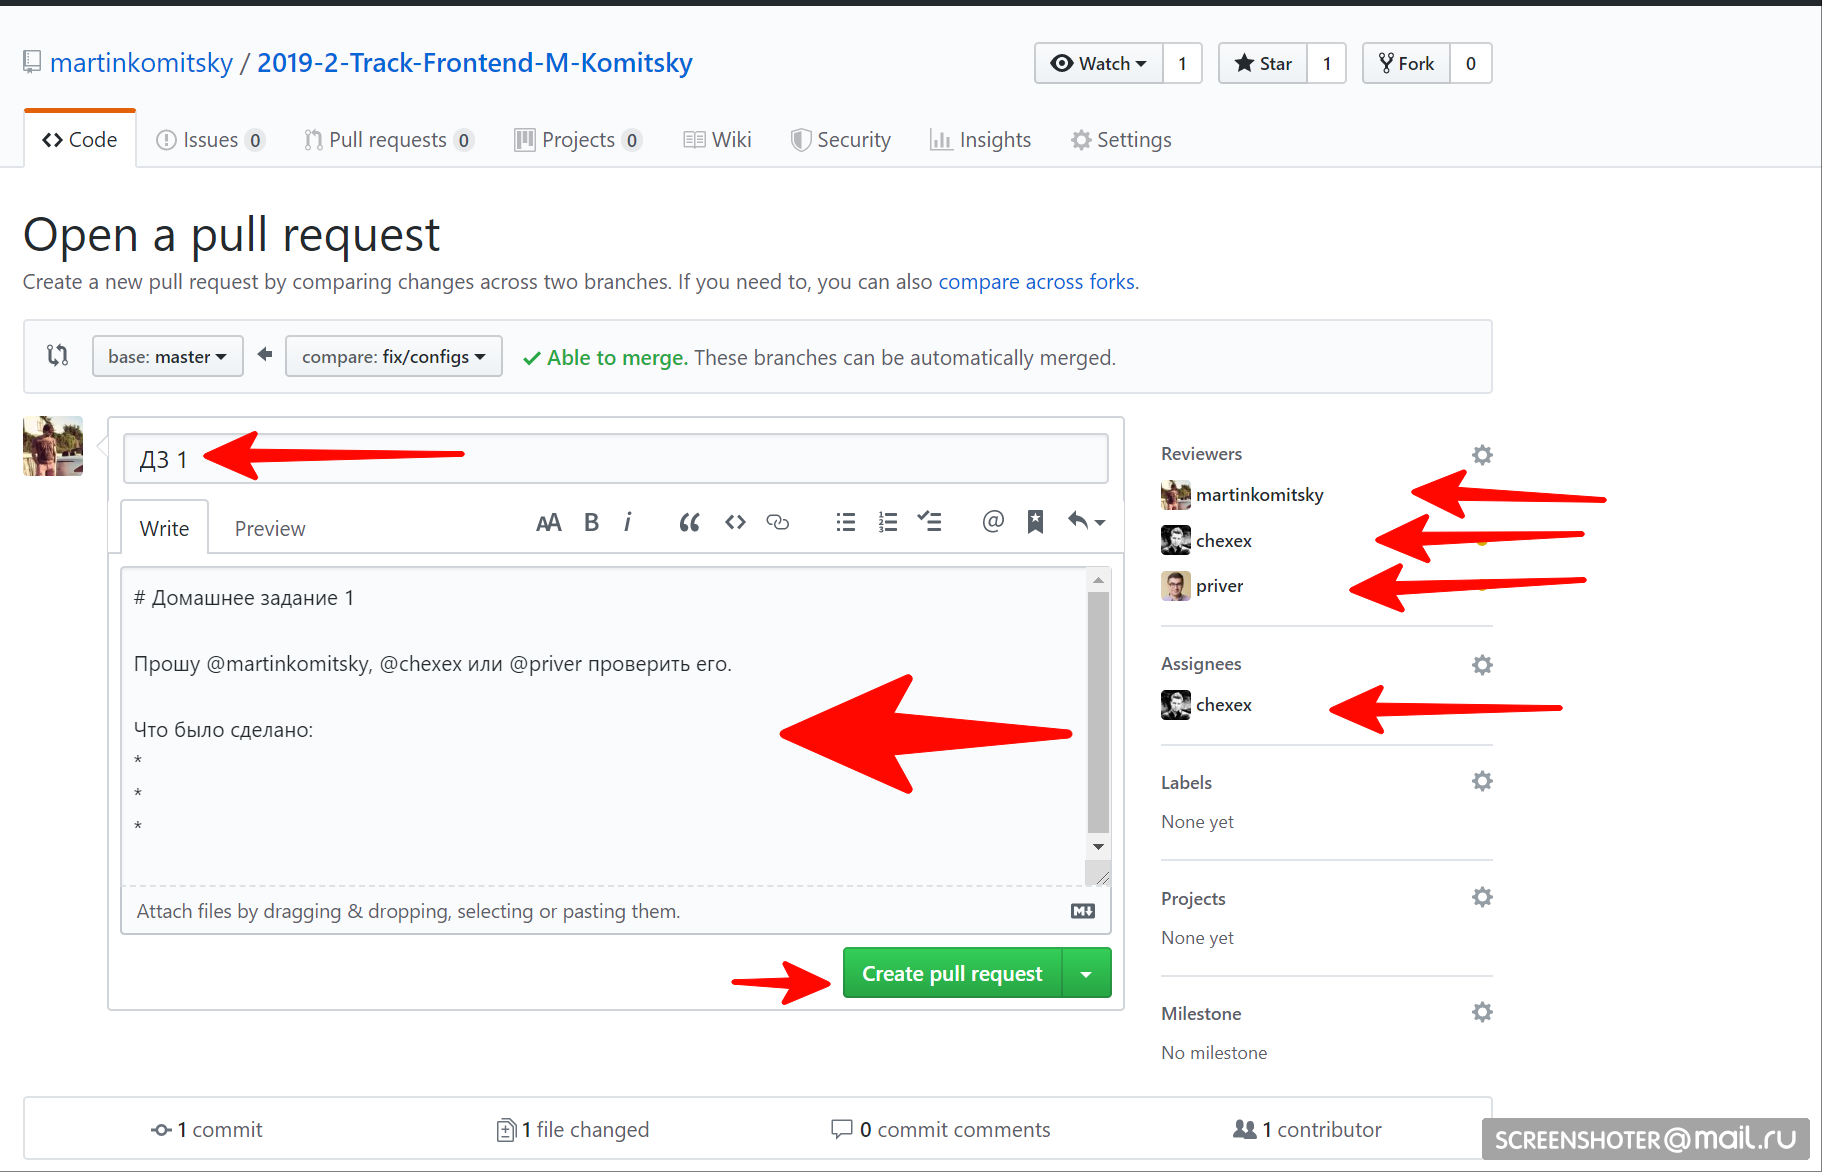 martinkomitsky / 2019-2-Track-Frontend-M-Komitsky
Watch 1 Star 1 Fork 0
Code Issues 0 Pull requests 0 Projects 0 Wiki Security Insights Settings
Open a pull request
Create a new pull request by comparing changes across two branches. If you need to, you can also compare across forks.
base: master compare: fix/configs Able to merge. These branches can be automatically merged.
ДЗ 1
Write Preview
# Домашнее задание 1
Прошу @martinkomitsky, @chexex или @priver проверить его.
Что было сделано:
*
*
*
Attach files by dragging & dropping, selecting or pasting them.
Create pull request
Reviewers
martinkomitsky
chexex
priver
Assignees
chexex
Labels
None yet
Projects
None yet
Milestone
No milestone
1 commit 1 file changed 0 commit comments 1 contributor
SCREENSHOTER@mail.ru